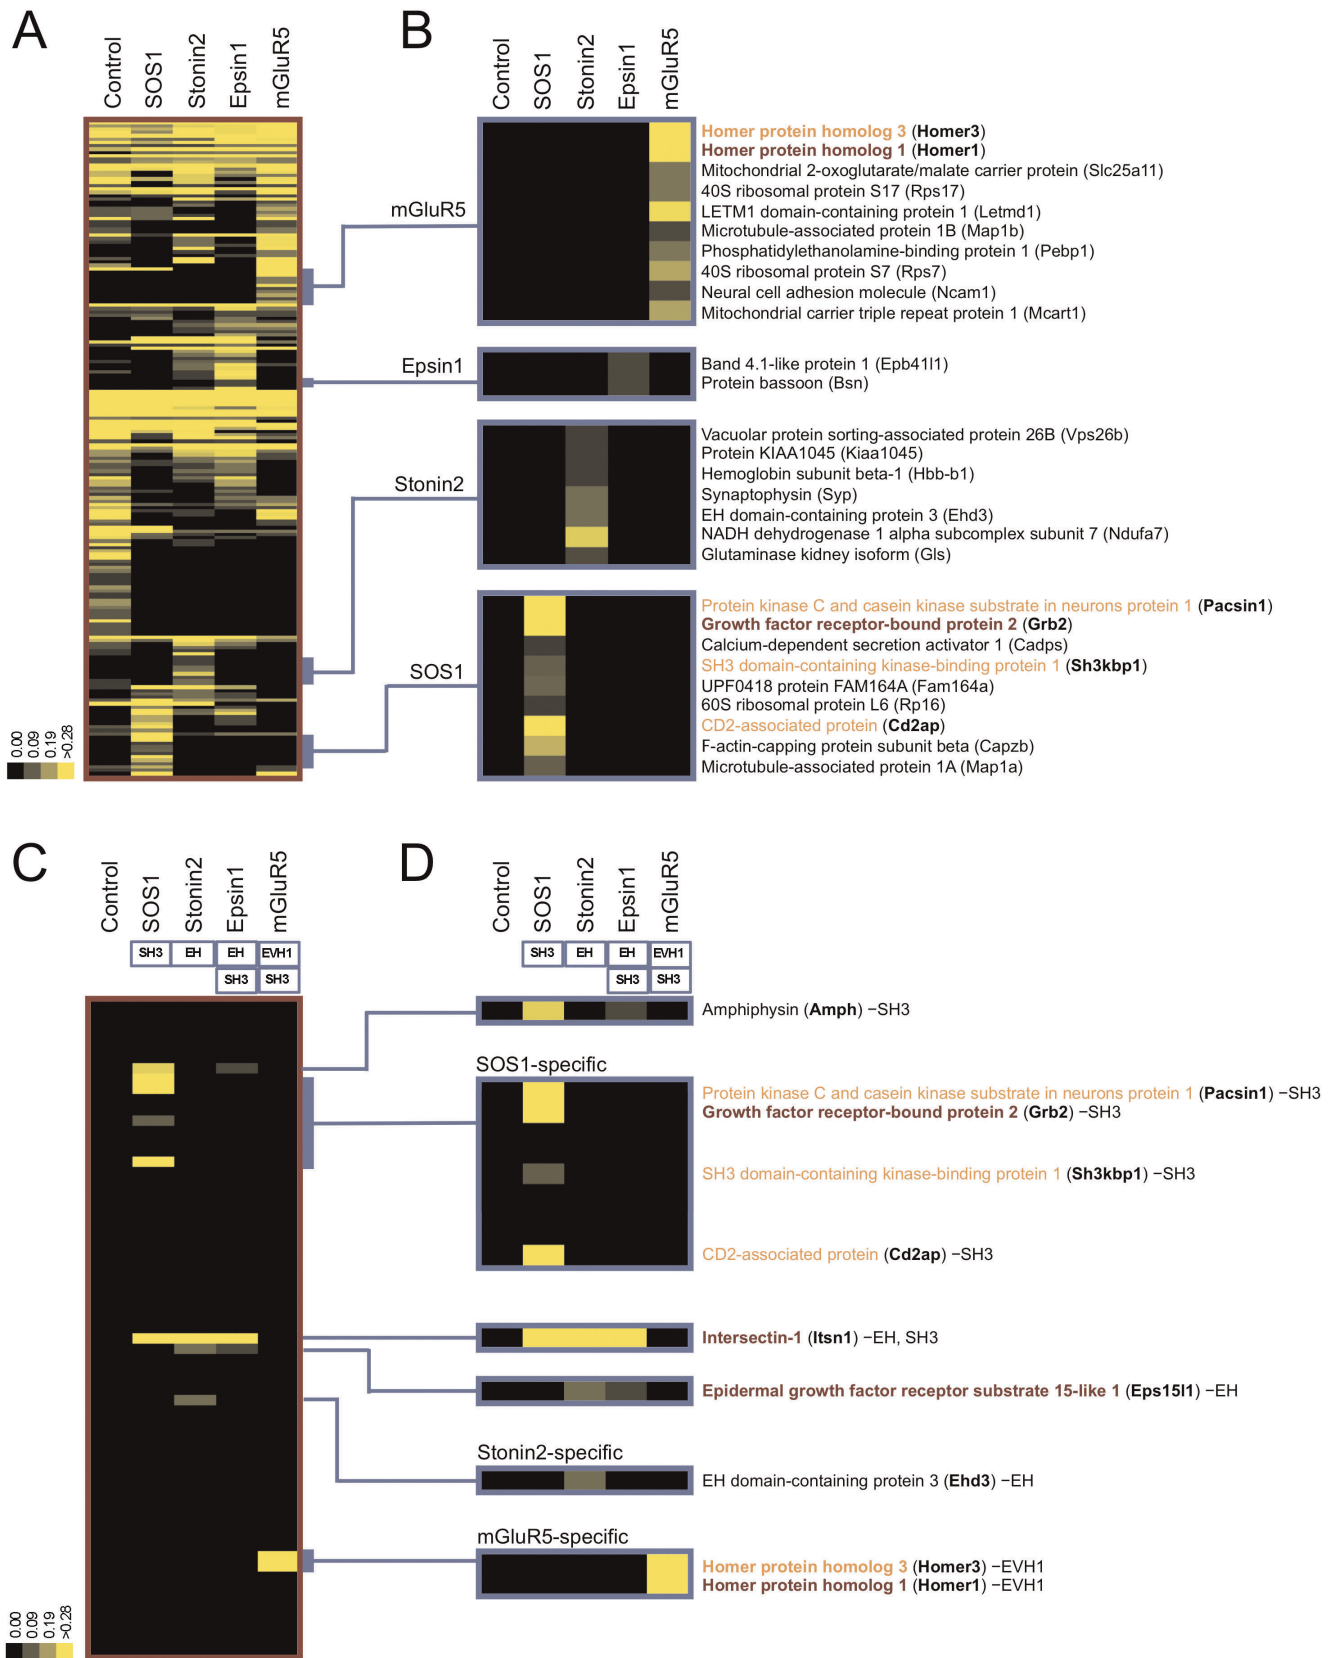 A
Control
SOS1
Stonin2
Epsin1
mGluR5
0.00
0.09
0.19
>0.28
B
Control
SOS1
Stonin2
Epsin1
mGluR5
mGluR5
Homer protein homolog 3 (Homer3)
Homer protein homolog 1 (Homer1)
Mitochondrial 2-oxoglutarate/malate carrier protein (Slc25a11)
40S ribosomal protein S17 (Rps17)
LETM1 domain-containing protein 1 (Letmd1)
Microtubule-associated protein 1B (Map1b)
Phosphatidylethanolamine-binding protein 1 (Pebp1)
40S ribosomal protein S7 (Rps7)
Neural cell adhesion molecule (Ncam1)
Mitochondrial carrier triple repeat protein 1 (Mcart1)
Epsin1
Band 4.1-like protein 1 (Epb41l1)
Protein bassoon (Bsn)
Stonin2
Vacuolar protein sorting-associated protein 26B (Vps26b)
Protein KIAA1045 (Kiaa1045)
Hemoglobin subunit beta-1 (Hbb-b1)
Synaptophysin (Syp)
EH domain-containing protein 3 (Ehd3)
NADH dehydrogenase 1 alpha subcomplex subunit 7 (Ndufa7)
Glutaminase kidney isoform (Gls)
SOS1
Protein kinase C and casein kinase substrate in neurons protein 1 (Pacsin1)
Growth factor receptor-bound protein 2 (Grb2)
Calcium-dependent secretion activator 1 (Cadps)
SH3 domain-containing kinase-binding protein 1 (Sh3kbp1)
UPF0418 protein FAM164A (Fam164a)
60S ribosomal protein L6 (Rp16)
CD2-associated protein (Cd2ap)
F-actin-capping protein subunit beta (Capzb)
Microtubule-associated protein 1A (Map1a)
C
Control
SOS1
Stonin2
Epsin1
mGluR5
SH3 EH EH EVH1
SH3 SH3
0.00
0.09
0.19
>0.28
D
Control
SOS1
Stonin2
Epsin1
mGluR5
SH3 EH EH EVH1
SH3 SH3
Amphiphysin (Amph) −SH3
SOS1-specific
Protein kinase C and casein kinase substrate in neurons protein 1 (Pacsin1) −SH3
Growth factor receptor-bound protein 2 (Grb2) −SH3
SH3 domain-containing kinase-binding protein 1 (Sh3kbp1) −SH3
CD2-associated protein (Cd2ap) −SH3
Intersectin-1 (Itsn1) −EH, SH3
Epidermal growth factor receptor substrate 15-like 1 (Eps15l1) −EH
Stonin2-specific
EH domain-containing protein 3 (Ehd3) −EH
mGluR5-specific
Homer protein homolog 3 (Homer3) −EVH1
Homer protein homolog 1 (Homer1) −EVH1